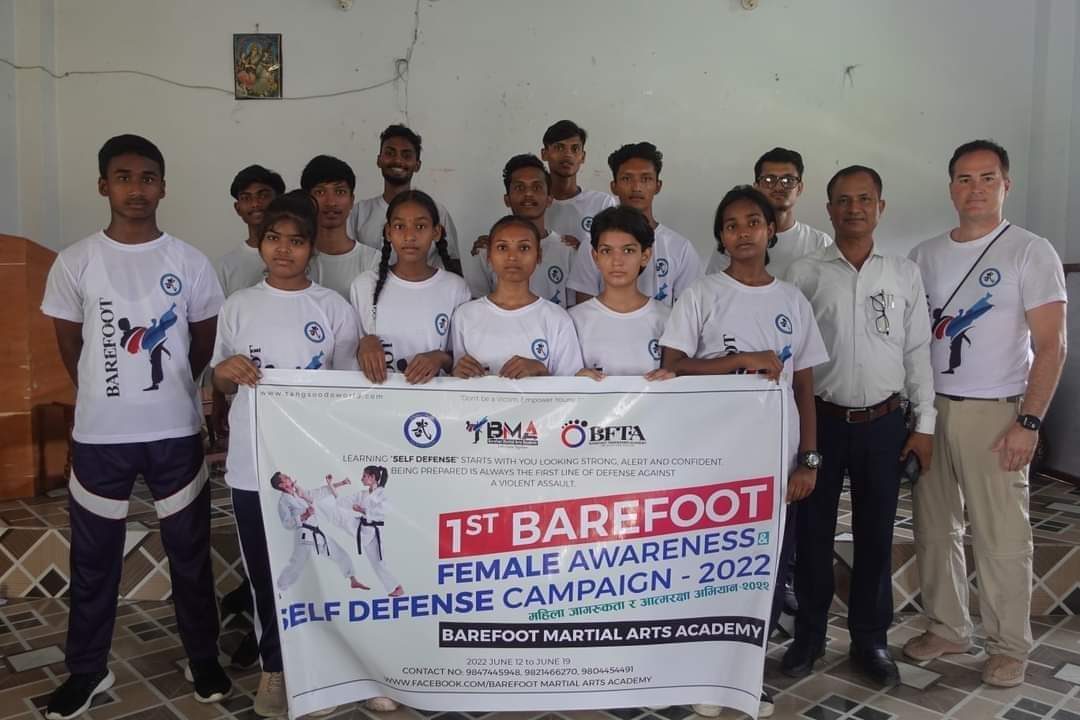 BAREFOOT
www.tangsoodoworld.com
"Don't be a victim, Empower
BMA
BFTA
LEARNING "SELF DEFENSE" STARTS WITH YOU LOOKING STRONG, ALERT AND CONFIDENT.
BEING PREPARED IS ALWAYS THE FIRST LINE OF DEFENSE AGAINST
A VIOLENT ASSAULT.
1ST BAREFOOT
FEMALE AWARENESS &
SELF DEFENSE CAMPAIGN - 2022
महिला जागरुकता र आत्मरक्षा अभियान-२०२२
BAREFOOT MARTIAL ARTS ACADEMY
2022 JUNE 12 to JUNE 19
CONTACT NO: 9847445948, 9821466270, 9804454491
WWW.FACEBOOK.COM/BAREFOOT MARTIAL ARTS ACADEMY